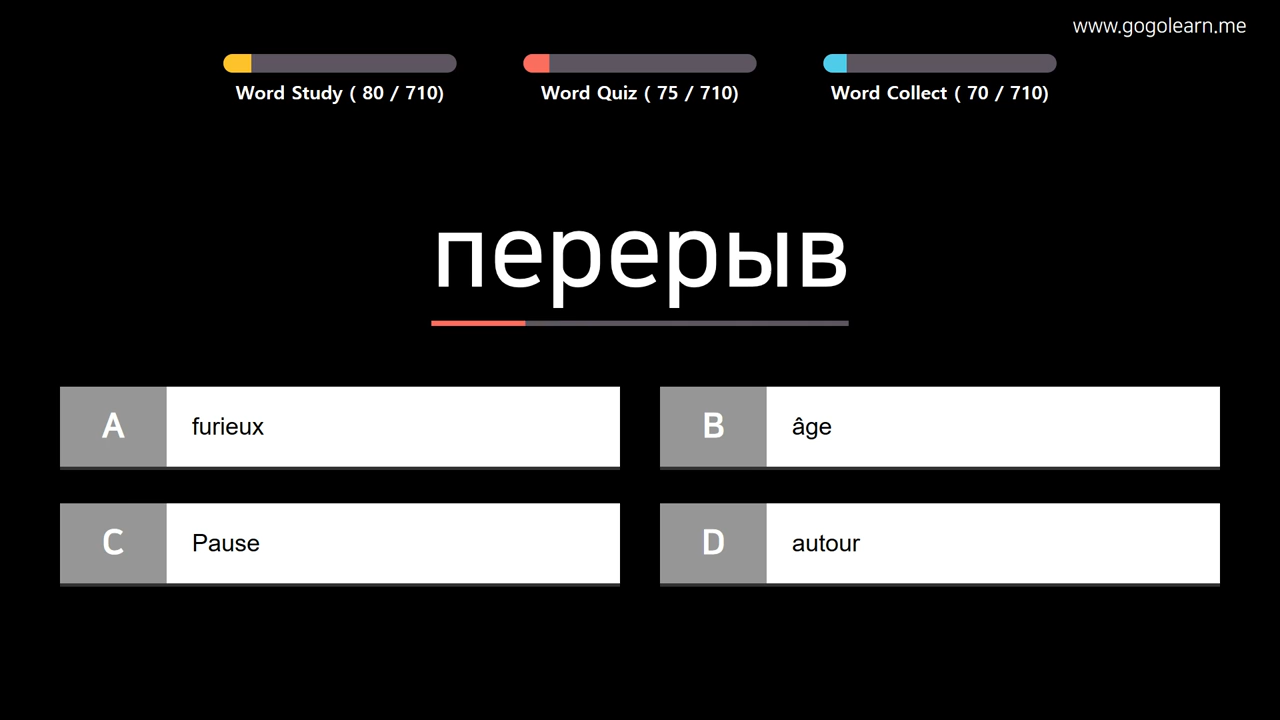 www.gogolearn.me
Word Study ( 80 / 710)
Word Quiz ( 75 / 710)
Word Collect ( 70 / 710)
перерыв
A furieux
B âge
C Pause
D autour